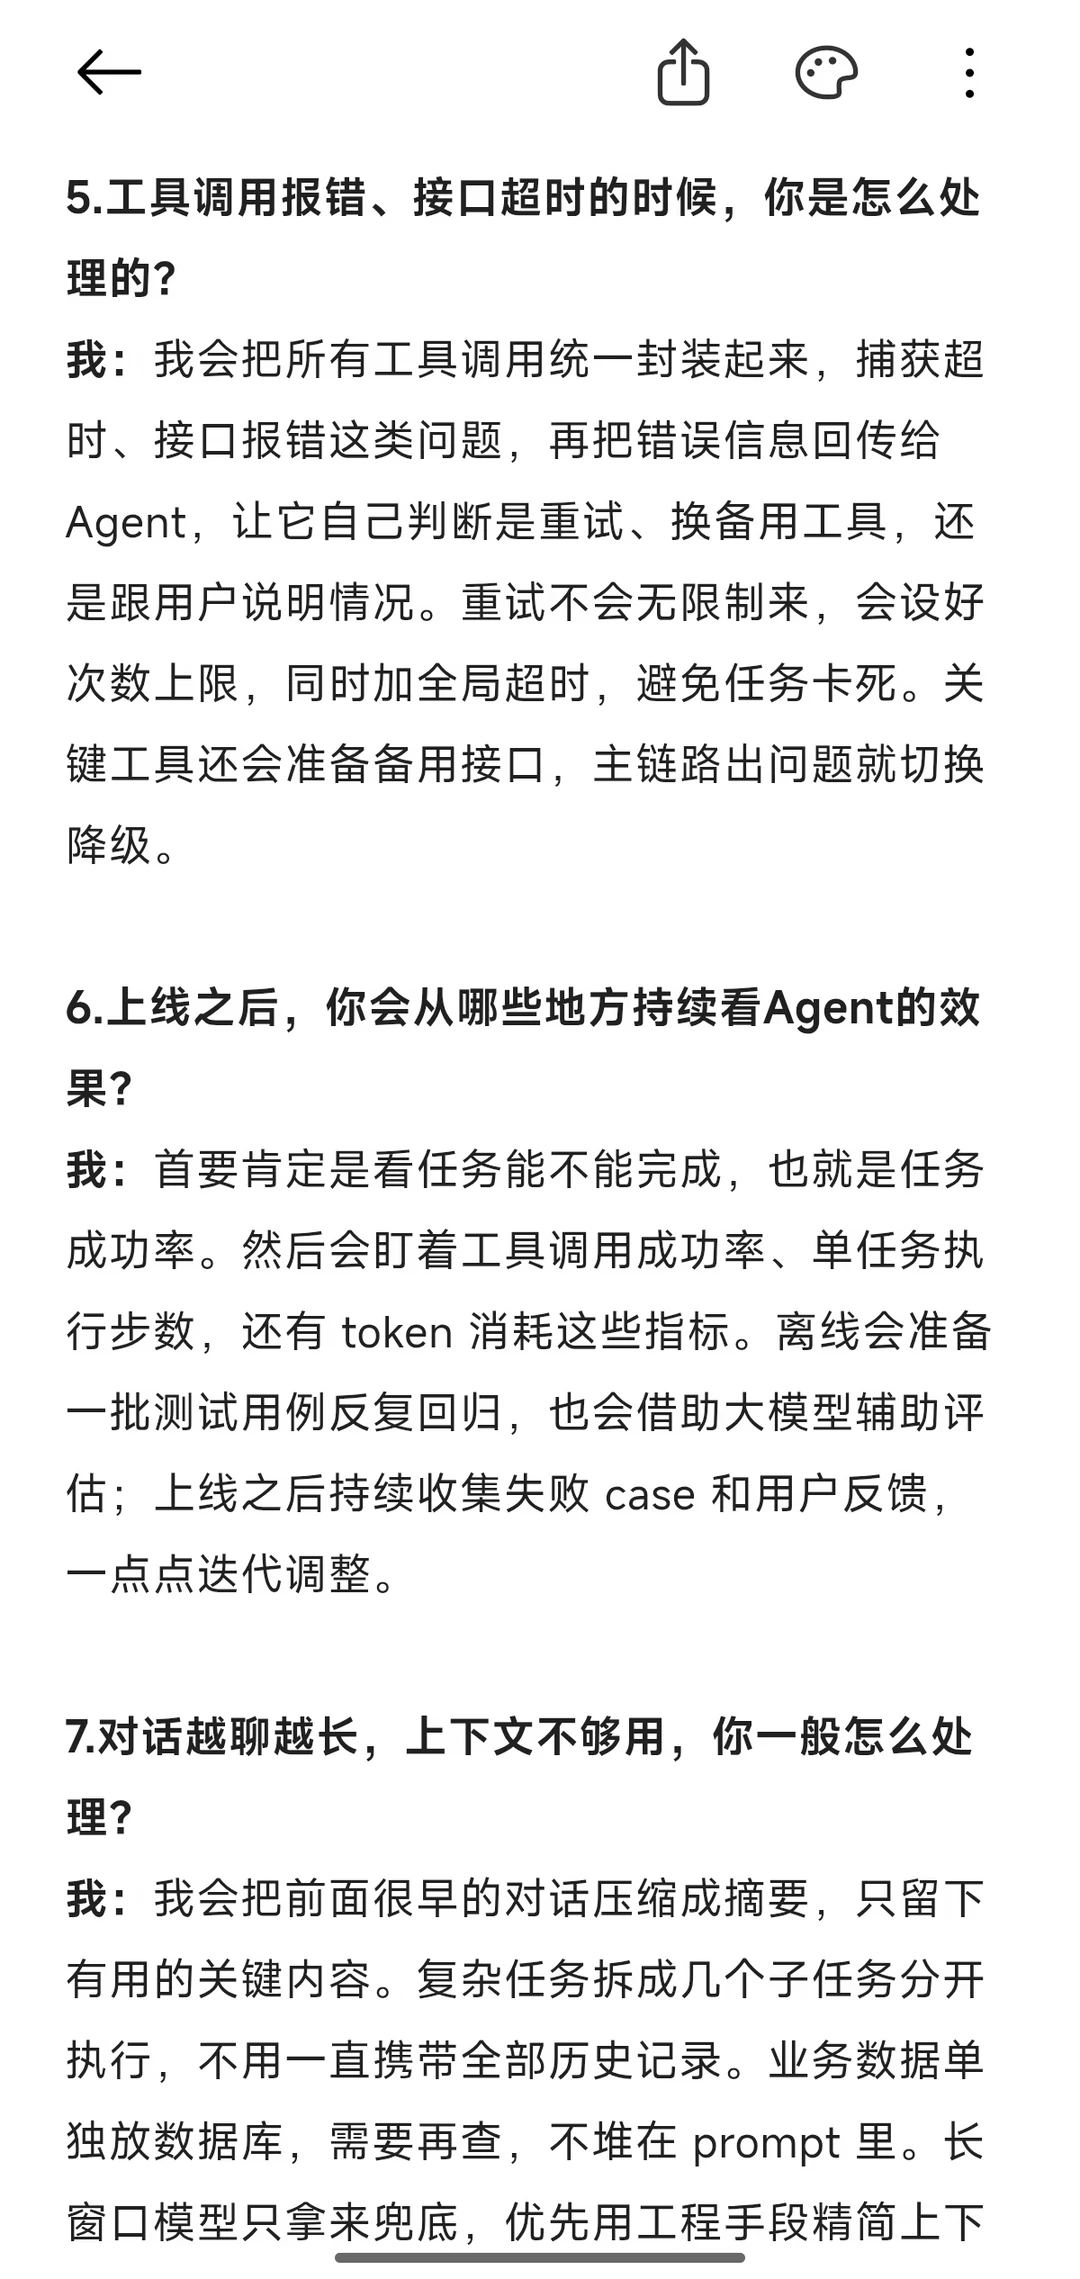 5.工具调用报错、接口超时的时候，你是怎么处
理的？
我：我会把所有工具调用统一封装起来，捕获超
时、接口报错这类问题，再把错误信息回传给
Agent，让它自己判断是重试、换备用工具，还
是跟用户说明情况。重试不会无限制来，会设好
次数上限，同时加全局超时，避免任务卡死。关
键工具还会准备备用接口，主链路出问题就切换
降级。
6.上线之后，你会从哪些地方持续看Agent的效
果？
我：首要肯定是看任务能不能完成，也就是任务
成功率。然后会盯着工具调用成功率、单任务执
行步数，还有 token 消耗这些指标。离线会准备
一批测试用例反复回归，也会借助大模型辅助评
估；上线之后持续收集失败 case 和用户反馈，
一点点迭代调整。
7.对话越聊越长，上下文不够用，你一般怎么处
理？
我：我会把前面很早的对话压缩成摘要，只留下
有用的关键内容。复杂任务拆成几个子任务分开
执行，不用一直携带全部历史记录。业务数据单
独放数据库，需要再查，不堆在 prompt 里。长
窗口模型只拿来兜底，优先用工程手段精简上下